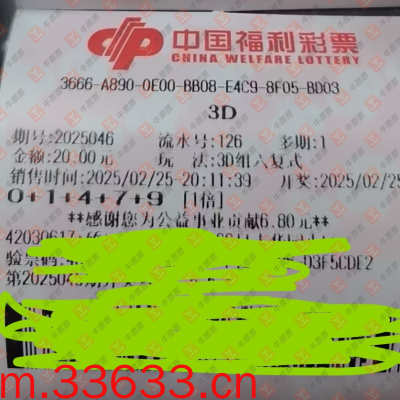 中国福利彩票
CHINA WELFARE LOTTERY
3666-A890-0E00-BB08-E4C9-8F05-BD03
3D
期号:2025046 流水号:126 多期:1
金额:20.00元 玩 法:3D组六复式
销售时间:2025/02/25-20:11:39 开奖:2025/02/25
0+1+4+7+9 [1倍]
**感谢您为公益事业贡献6.80元**
42030617
验票码: D3F5CDE2
m.33633.cn